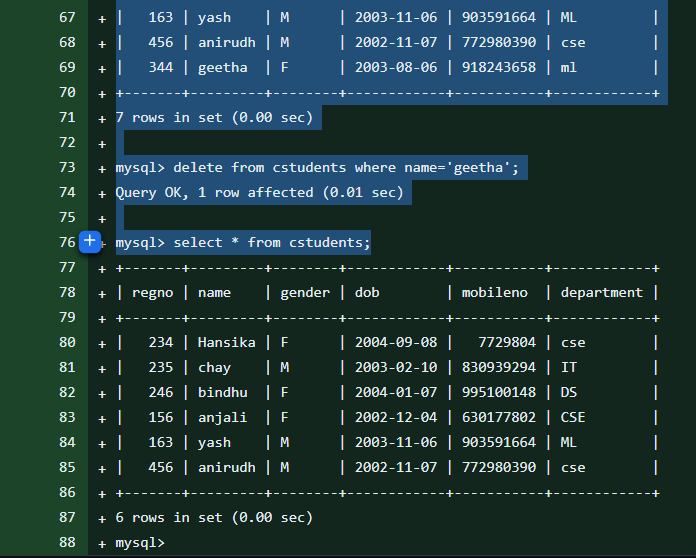 67 + |   163 | yash    | M      | 2003-11-06 | 903591664 | ML         |
68 + |   456 | anirudh | M      | 2002-11-07 | 772980390 | cse        |
69 + |   344 | geetha  | F      | 2003-08-06 | 918243658 | ml         |
70 + +-------+---------+--------+------------+-----------+------------+
71 + 7 rows in set (0.00 sec)
72 +
73 + mysql> delete from cstudents where name='geetha';
74 + Query OK, 1 row affected (0.01 sec)
75 +
76 + mysql> select * from cstudents;
77 + +-------+---------+--------+------------+-----------+------------+
78 + | regno | name    | gender | dob        | mobileno  | department |
79 + +-------+---------+--------+------------+-----------+------------+
80 + |   234 | Hansika | F      | 2004-09-08 |   7729804 | cse        |
81 + |   235 | chay    | M      | 2003-02-10 | 830939294 | IT         |
82 + |   246 | bindhu  | F      | 2004-01-07 | 995100148 | DS         |
83 + |   156 | anjali  | F      | 2002-12-04 | 630177802 | CSE        |
84 + |   163 | yash    | M      | 2003-11-06 | 903591664 | ML         |
85 + |   456 | anirudh | M      | 2002-11-07 | 772980390 | cse        |
86 + +-------+---------+--------+------------+-----------+------------+
87 + 6 rows in set (0.00 sec)
88 + mysql>